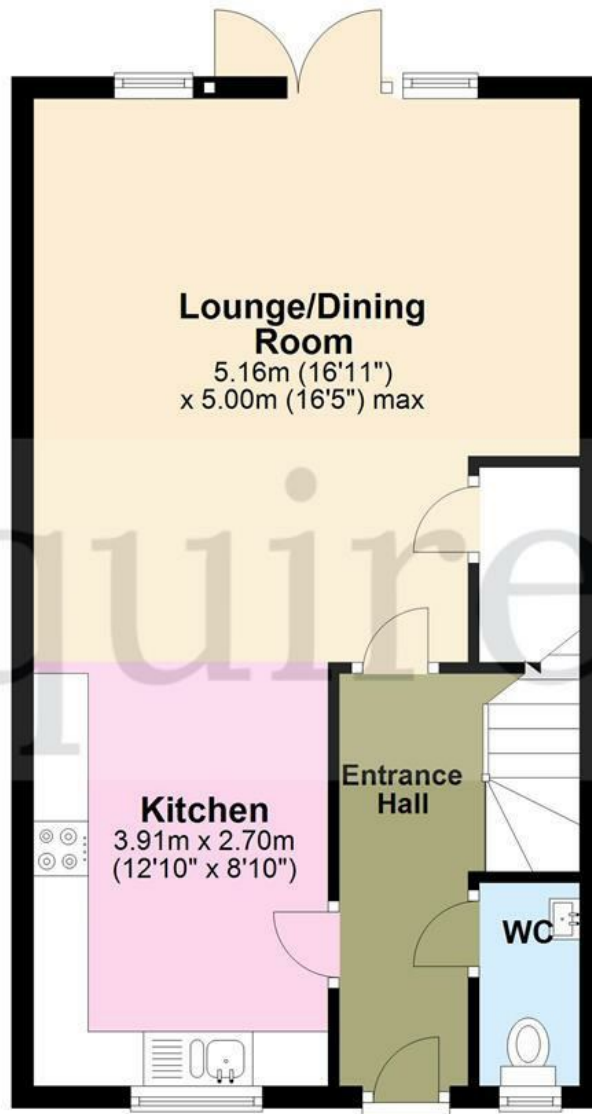 Lounge/Dining
Room
5.16m (16'11")
x 5.00m (16'5") max
quire
Entrance
Hall
Kitchen
3.91m x 2.70m
(12'10" x 8'10")
WC